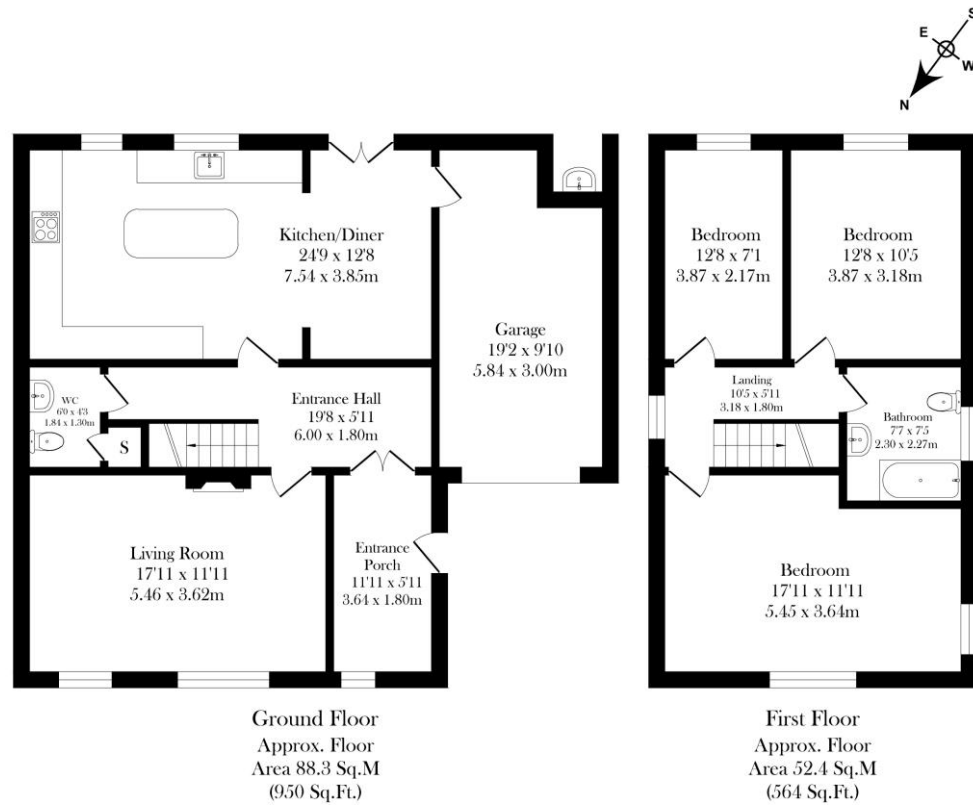 S
E
W
N
Kitchen/Diner
24'9 x 12'8
7.54 x 3.85m
Garage
19'2 x 9'10
5.84 x 3.00m
WC
6'0 x 4'3
1.84 x 1.30m
S
Entrance Hall
19'8 x 5'11
6.00 x 1.80m
Living Room
17'11 x 11'11
5.46 x 3.62m
Entrance
Porch
11'11 x 5'11
3.64 x 1.80m
Ground Floor
Approx. Floor
Area 88.3 Sq.M
(950 Sq.Ft.)
Bedroom
12'8 x 7'1
3.87 x 2.17m
Bedroom
12'8 x 10'5
3.87 x 3.18m
Landing
10'5 x 5'11
3.18 x 1.80m
Bathroom
7'7 x 7'5
2.30 x 2.27m
Bedroom
17'11 x 11'11
5.45 x 3.64m
First Floor
Approx. Floor
Area 52.4 Sq.M
(564 Sq.Ft.)